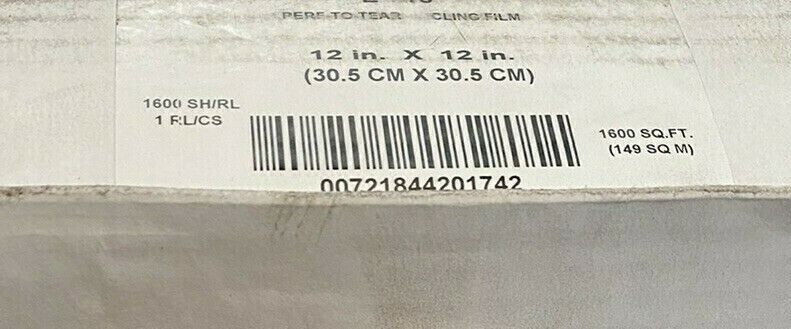 PERF-TO-TEAR CLING FILM
12 in. X 12 in.
(30.5 CM X 30.5 CM)
1600 SH/RL
1 RL/CS
1600 SQ.FT.
(149 SQ M)
00721844201742